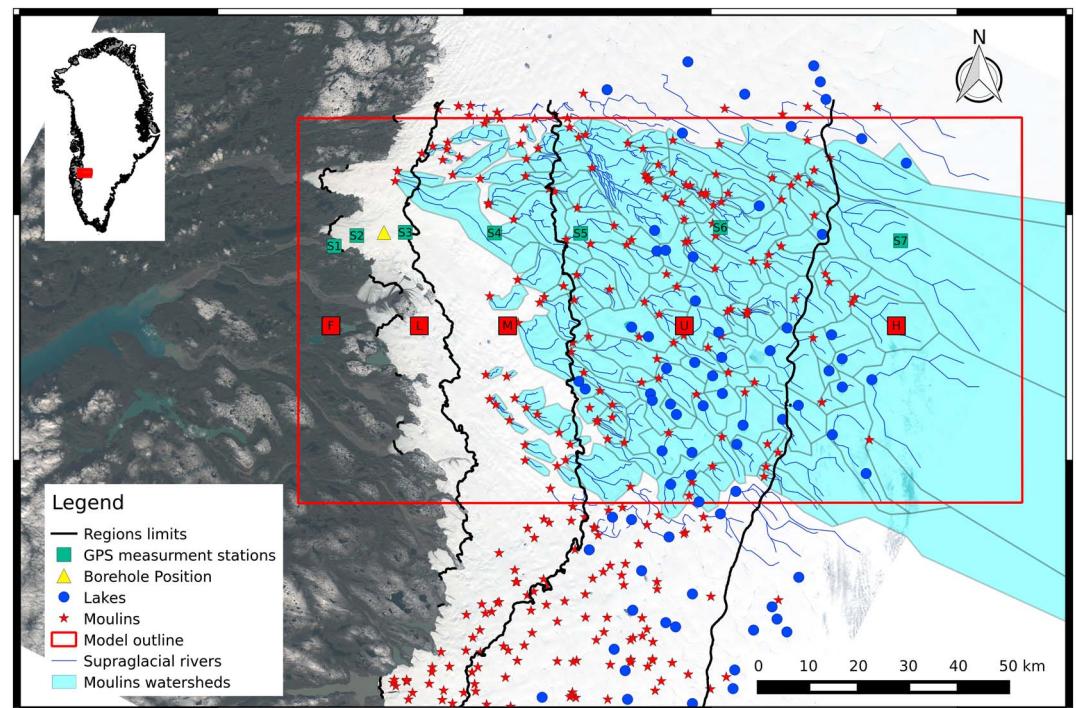 N
S1
S2
S3
S4
S5
S6
S7
F
L
M
U
H
Legend
Regions limits
GPS measurment stations
Borehole Position
Lakes
Moulins
Model outline
Supraglacial rivers
Moulins watersheds
0 10 20 30 40 50 km